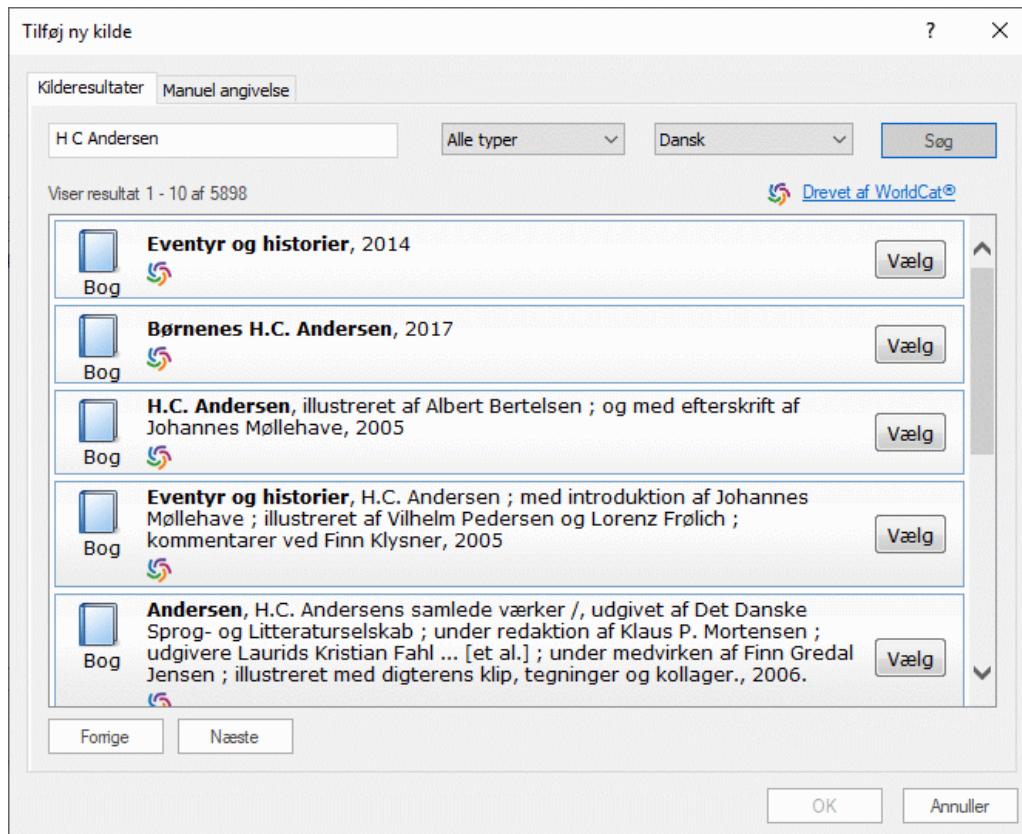 Tilføj ny kilde
Kilderesultater Manuel angivelse
H C Andersen Alle typer Dansk Søg
Viser resultat 1 - 10 af 5898 Drevet af WorldCat®
Eventyr og historier, 2014
Bog
Vælg
Børnenes H.C. Andersen, 2017
Bog
Vælg
H.C. Andersen, illustreret af Albert Bertelsen ; og med efterskrift af
Johannes Møllehave, 2005
Bog
Vælg
Eventyr og historier, H.C. Andersen ; med introduktion af Johannes
Møllehave ; illustreret af Vilhelm Pedersen og Lorenz Frølich ;
kommentarer ved Finn Klysner, 2005
Bog
Vælg
Andersen, H.C. Andersens samlede værker /, udgivet af Det Danske
Sprog- og Litteraturselskab ; under redaktion af Klaus P. Mortensen ;
udgivere Laurids Kristian Fahl ... [et al.] ; under medvirken af Finn Gredal
Jensen ; illustreret med digterens klip, tegninger og kollager., 2006.
Bog
Vælg
Forrige Næste
OK Annuller